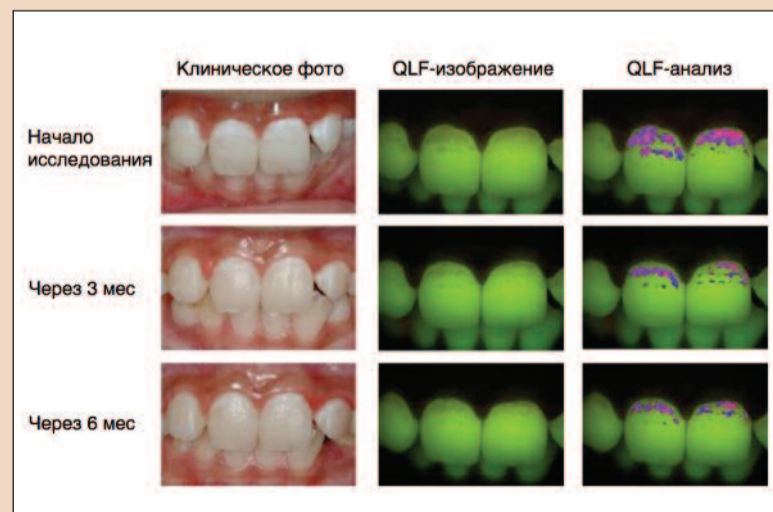 Клиническое фото
QLF-изображение
QLF-анализ
Начало
исследования
Через 3 мес
Через 6 мес